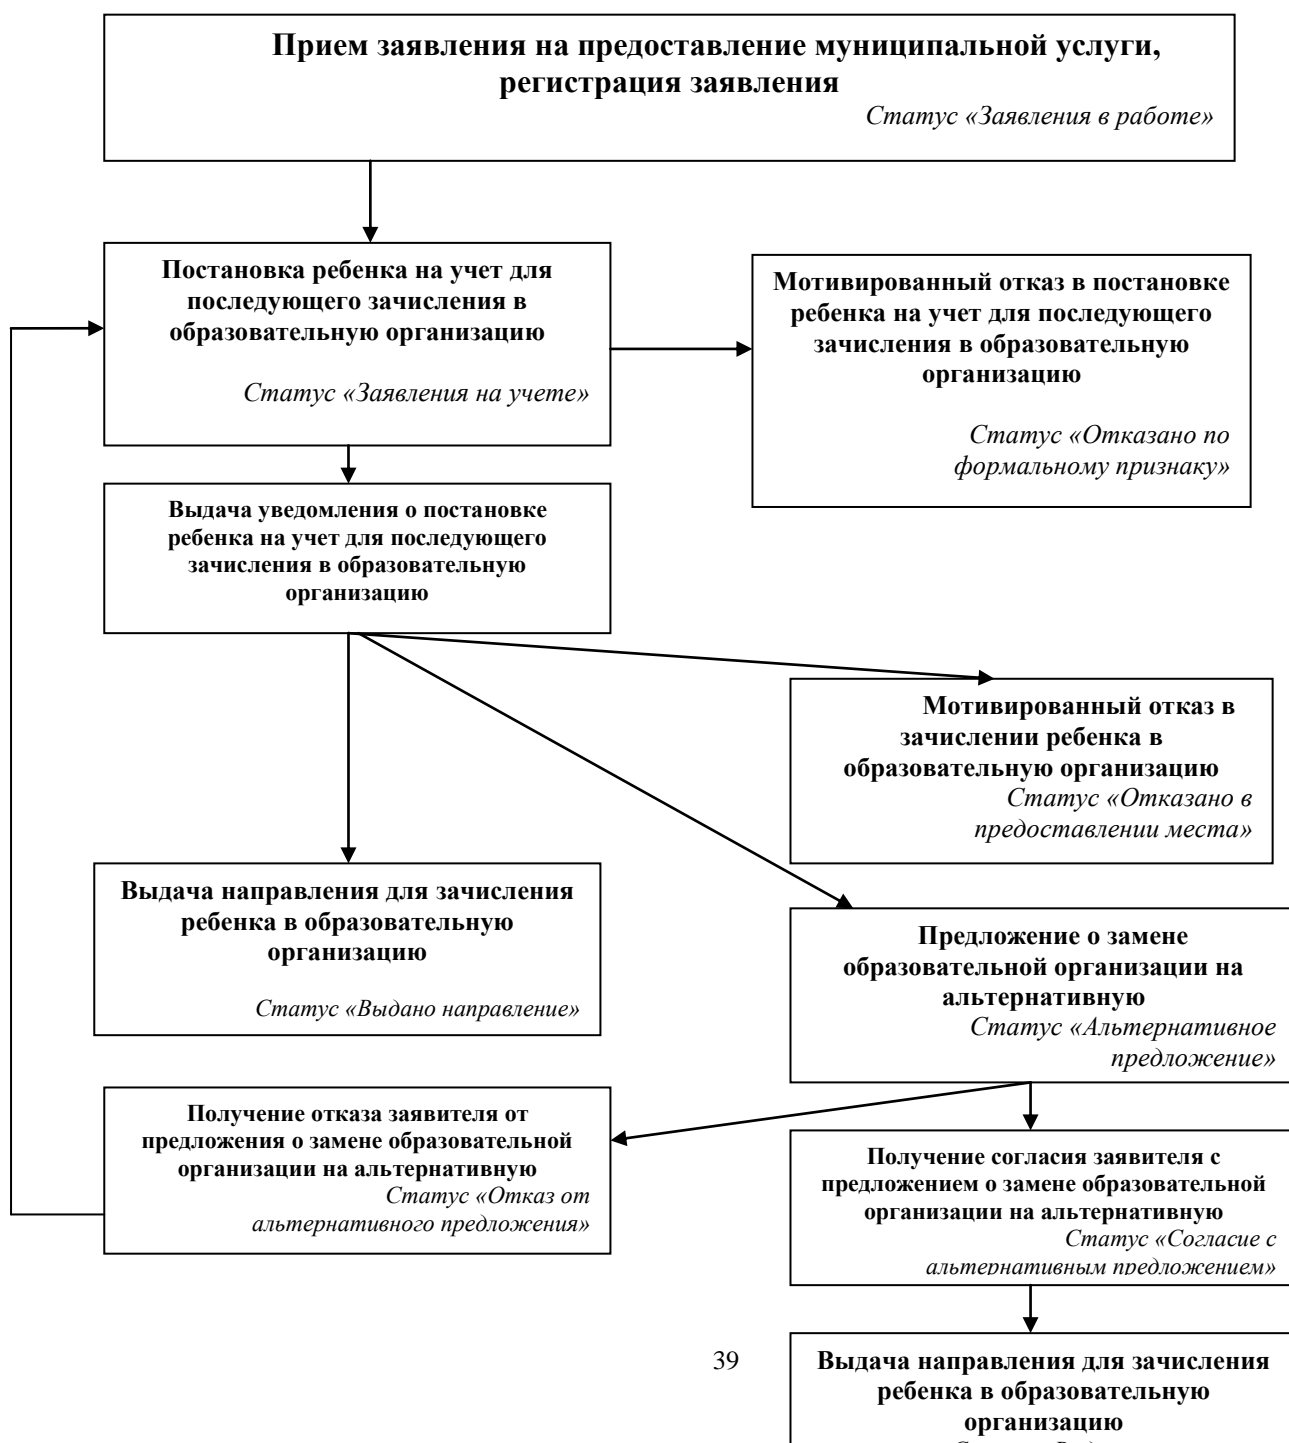 Прием заявления на предоставление муниципальной услуги,
регистрация заявления
Статус «Заявления в работе»
Постановка ребенка на учет для
последующего зачисления в
образовательную организацию
Статус «Заявления на учете»
Мотивированный отказ в постановке
ребенка на учет для последующего
зачисления в образовательную
организацию
Статус «Отказано по
формальному признаку»
Выдача уведомления о постановке
ребенка на учет для последующего
зачисления в образовательную
организацию
Мотивированный отказ в
зачислении ребенка в
образовательную организацию
Статус «Отказано в
предоставлении места»
Выдача направления для зачисления
ребенка в образовательную
организацию
Статус «Выдано направление»
Предложение о замене
образовательной организации на
альтернативную
Статус «Альтернативное
предложение»
Получение отказа заявителя от
предложения о замене образовательной
организации на альтернативную
Статус «Отказ от
альтернативного предложения»
Получение согласия заявителя с
предложением о замене образовательной
организации на альтернативную
Статус «Согласие с
альтернативным предложением»
39
Выдача направления для зачисления
ребенка в образовательную
организацию